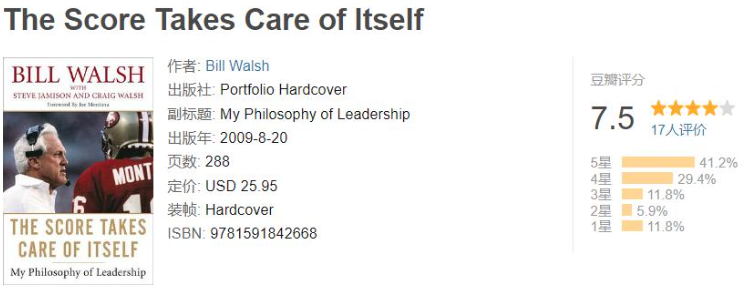 The Score Takes Care of Itself
BILL WALSH
WITH
STEVE JAMISON AND CRAIG WALSH
Foreword by Joe Montana
MONT
THE SCORE TAKES
CARE OF ITSELF
My Philosophy of Leadership
作者: Bill Walsh
出版社: Portfolio Hardcover
副标题: My Philosophy of Leadership
出版年: 2009-8-20
页数: 288
定价: USD 25.95
装帧: Hardcover
ISBN: 9781591842668
豆瓣评分
7.5
17人评价
5星 41.2%
4星 29.4%
3星 11.8%
2星 5.9%
1星 11.8%